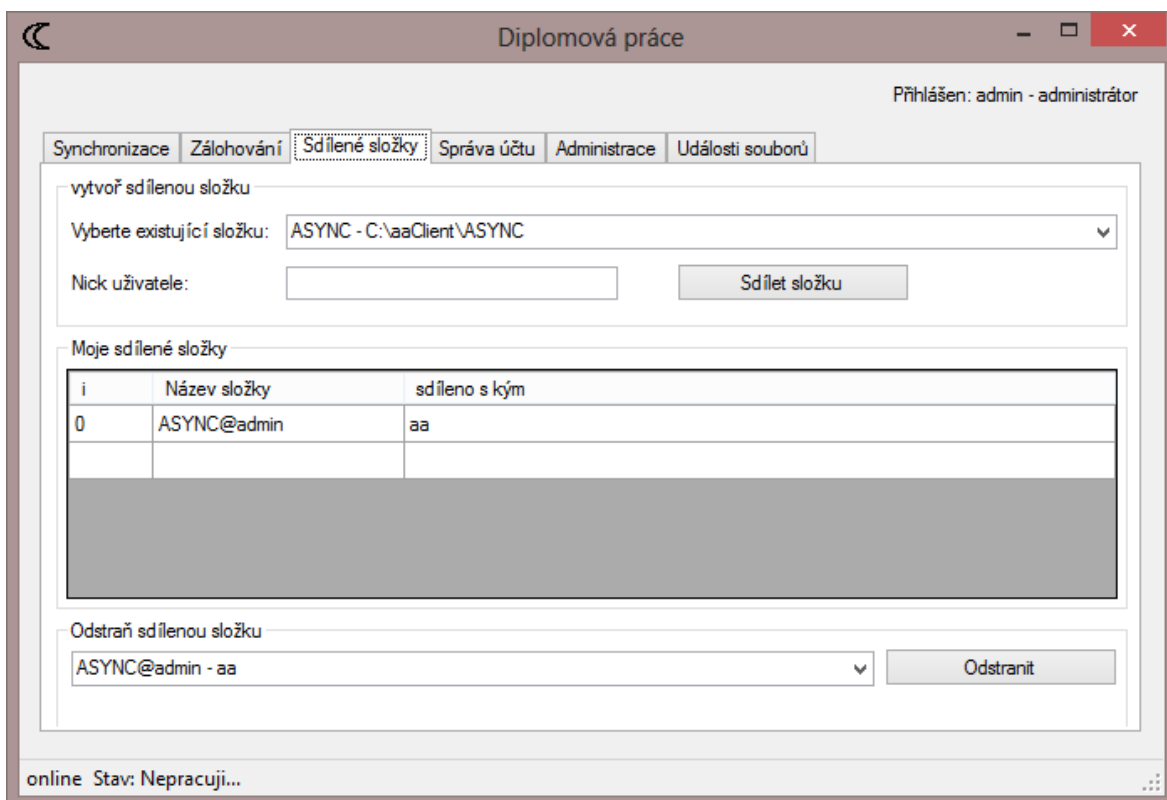 Diplomová práce
Přihlášen: admin - administrátor
Synchronizace Zálohování Sdílené složky Správa účtu Administrace Události souborů
vytvoř sdílenou složku
Vyberte existující složku: ASYNC - C:\aaClient\ASYNC
Nick uživatele: Sdílet složku
Moje sdílené složky
i Název složky sdíleno s kým
0 ASYNC@admin aa
Odstraň sdílenou složku
ASYNC@admin - aa Odstranit
online Stav: Nepracuji...